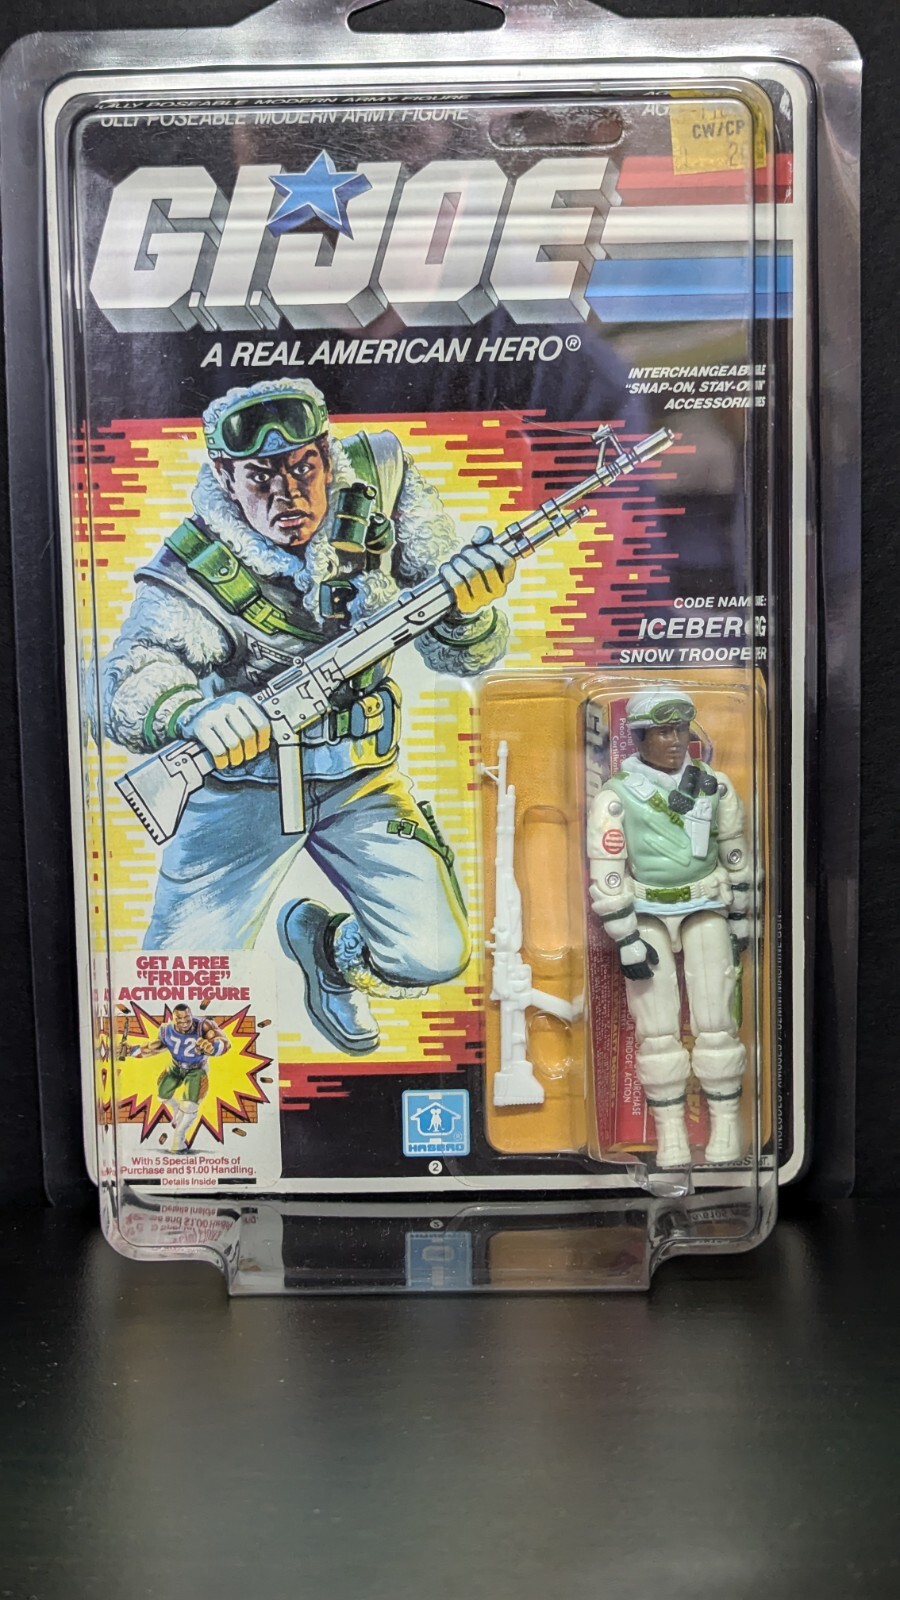 FULLY POSEABLE MODERN ARMY FIGURE
CW/CP
G.I. JOE
A REAL AMERICAN HERO®
INTERCHANGEABLE
"SNAP-ON, STAY-ON"
ACCESSORIES
CODE NAME:
ICEBERG
SNOW TROOPER
GET A FREE
"FRIDGE"
ACTION FIGURE
72
With 5 Special Proofs of
Purchase and $1.00 Handling.
Details Inside
HASBRO
2